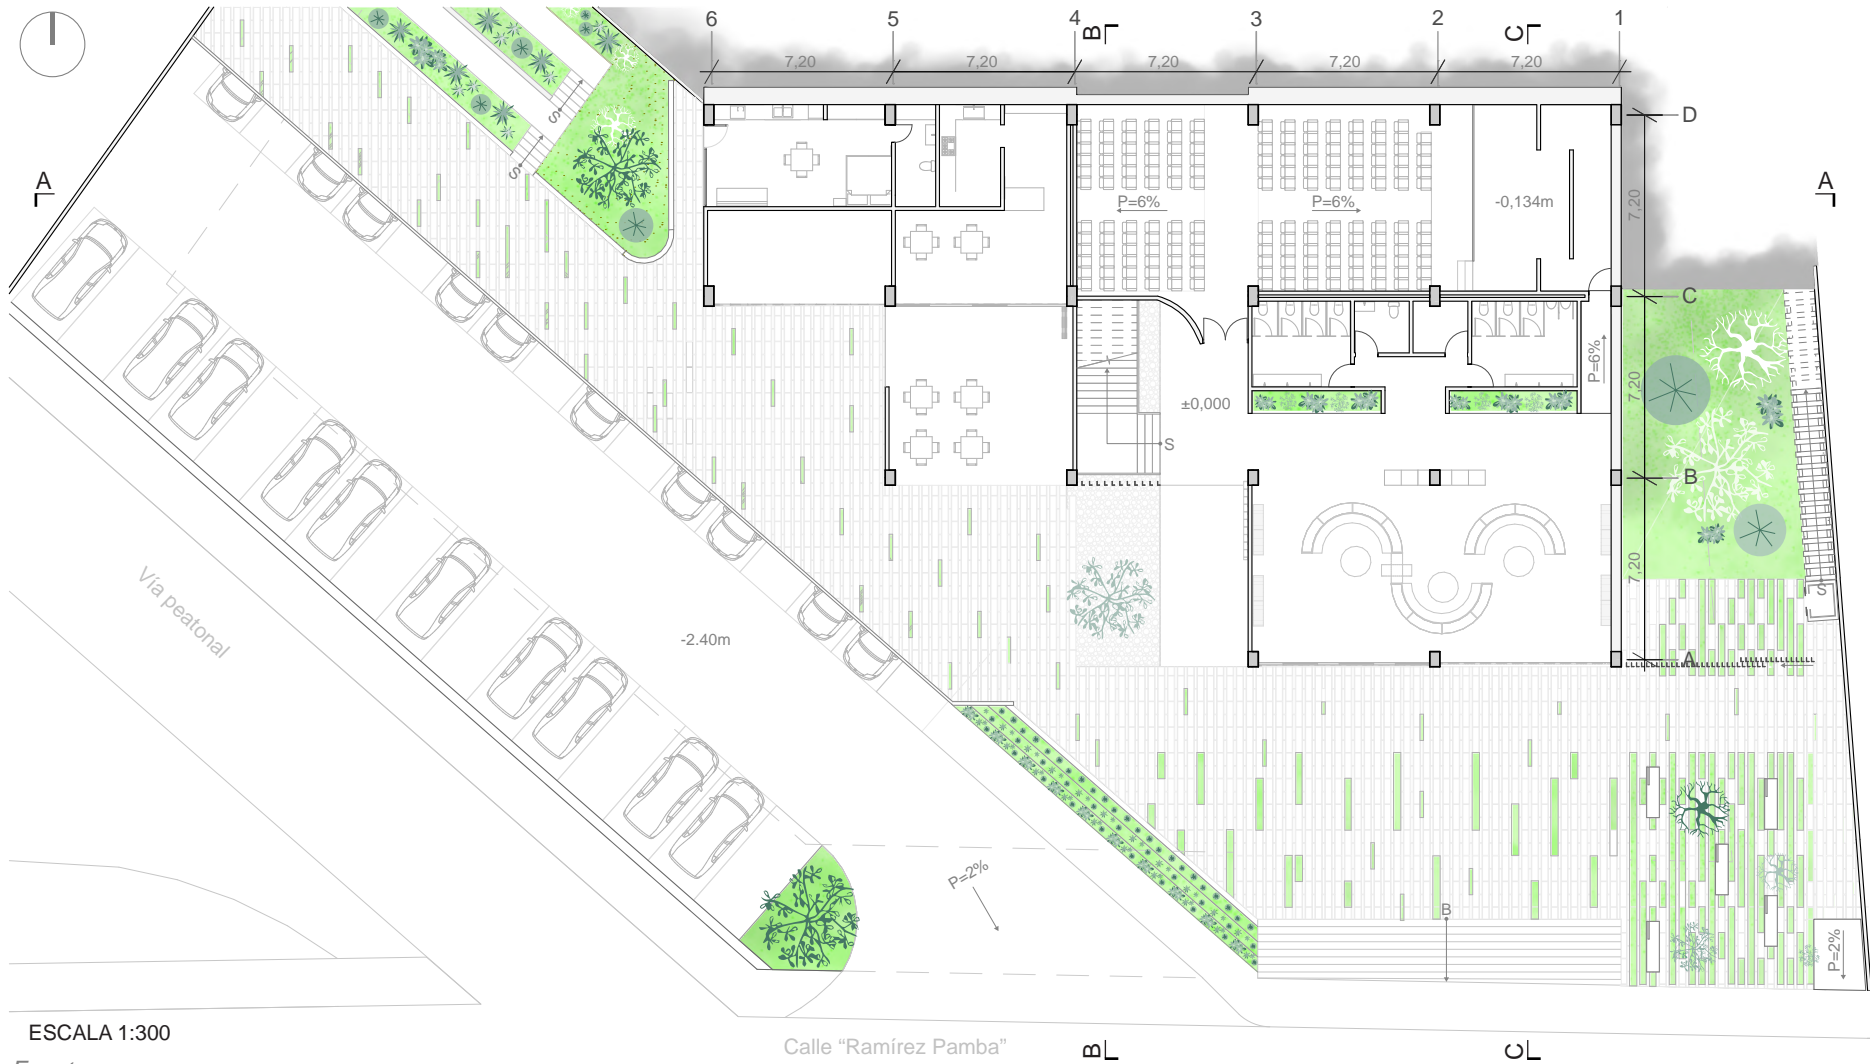 6 5 4 3 2 1
B C
7,20 7,20 7,20 7,20 7,20
D
S
S
A A
P=6% P=6% -0,134m 7,20
C
P=6%
7,20
±0,000
S
B
7,20
S
Vía peatonal
-2.40m
A
P=2%
B
P=2%
ESCALA 1:300
Calle “Ramírez Pamba”
B C